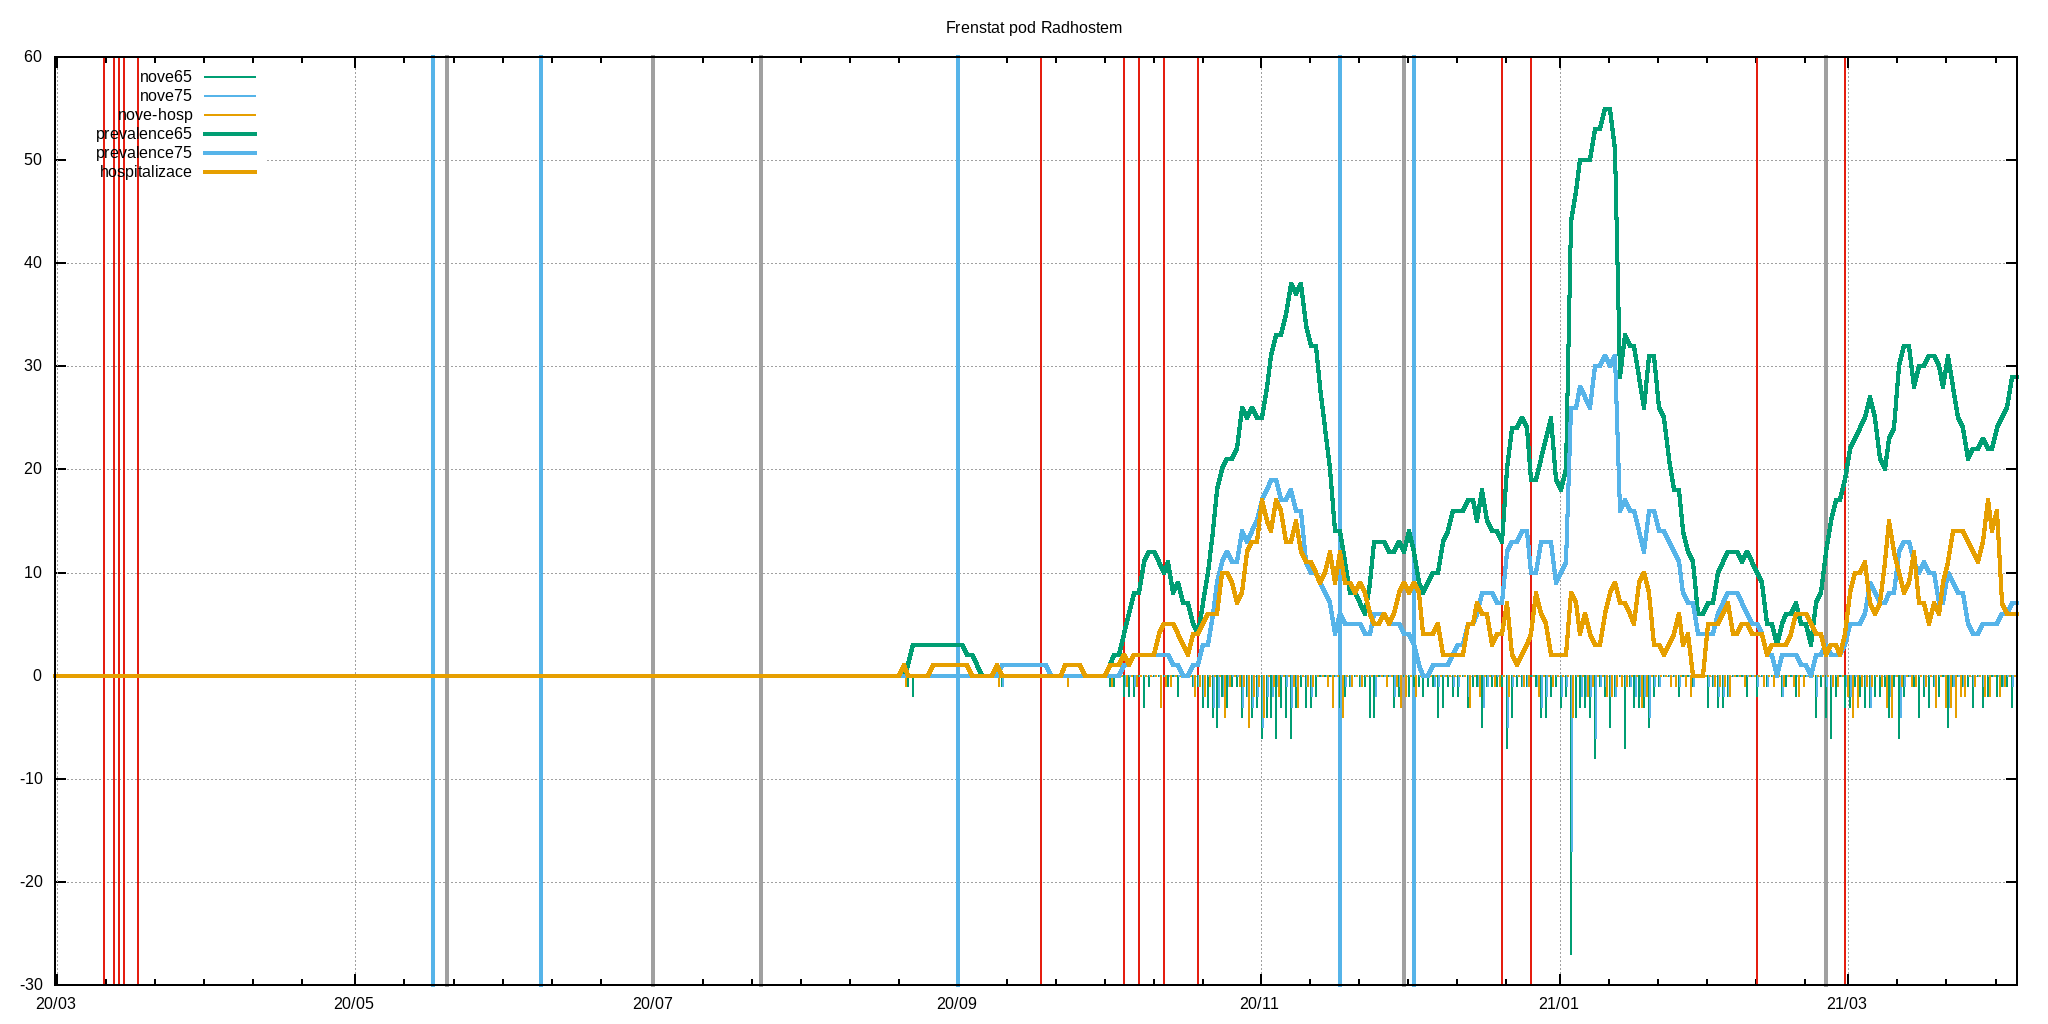 Frenstat pod Radhostem
60
50
40
30
20
10
0
-10
-20
-30
nove65
nove75
nove-hosp
prevalence65
prevalence75
hospitalizace
20/03 20/05 20/07 20/09 20/11 21/01 21/03